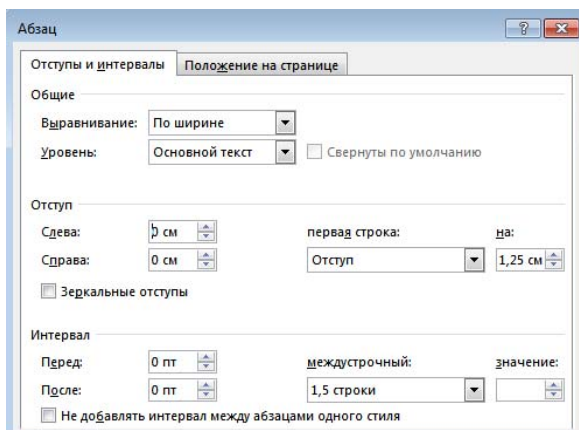 Абзац
Отступы и интервалы Положение на странице
Общие
Выравнивание: По ширине
Уровень: Основной текст Свернуты по умолчанию
Отступ
Слева: 0 см первая строка: на:
Справа: 0 см Отступ 1,25 см
Зеркальные отступы
Интервал
Перед: 0 пт междустрочный: значение:
После: 0 пт 1,5 строки
Не добавлять интервал между абзацами одного стиля